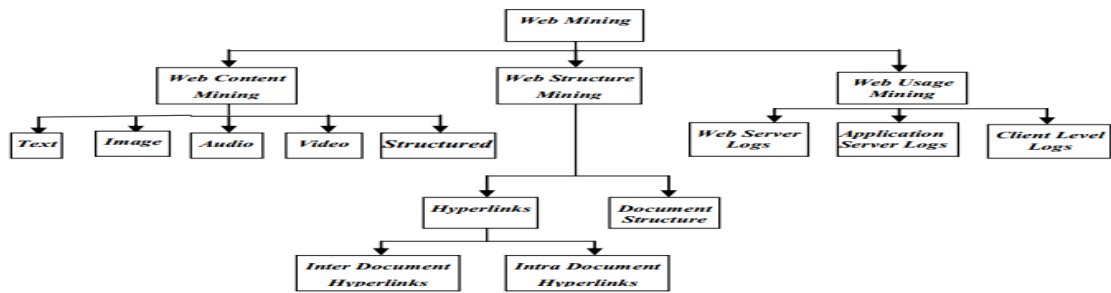 Web Mining
Web Content
Mining
Web Structure
Mining
Web Usage
Mining
Text
Image
Audio
Video
Structured
Web Server
Logs
Application
Server Logs
Client Level
Logs
Hyperlinks
Document
Structure
Inter Document
Hyperlinks
Intra Document
Hyperlinks